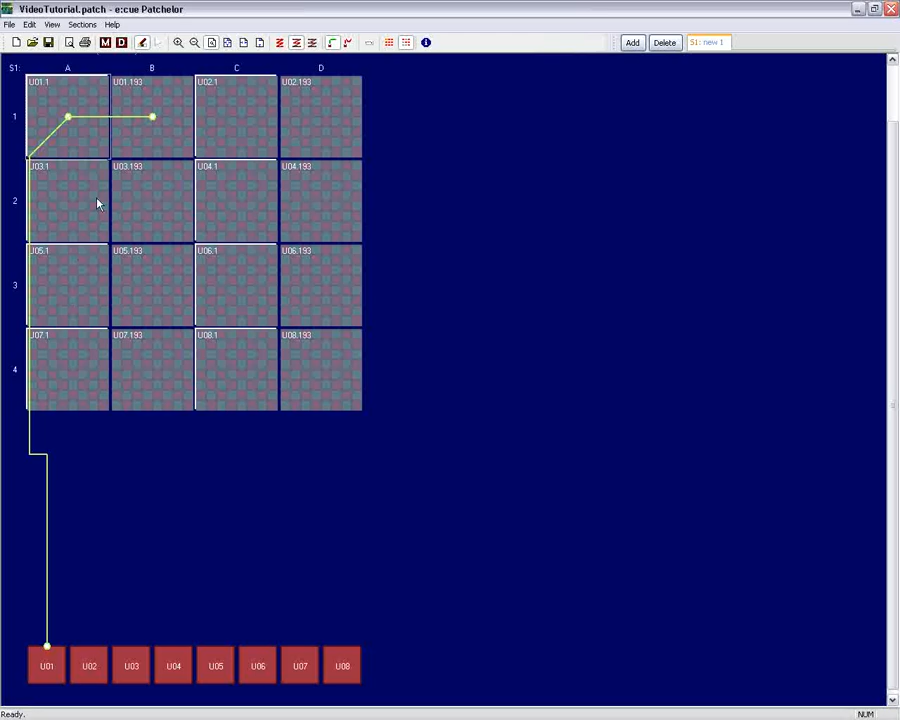 VideoTutorial.patch - e:cue Patchelor
File Edit View Sections Help
M D Add Delete S1: new 1
S1: A B C D
U01.1 U01.193 U02.1 U02.193
1
U03.1 U03.193 U04.1 U04.193
2
U05.1 U05.193 U06.1 U06.193
3
U07.1 U07.193 U08.1 U08.193
4
U01 U02 U03 U04 U05 U06 U07 U08
Ready. NUM